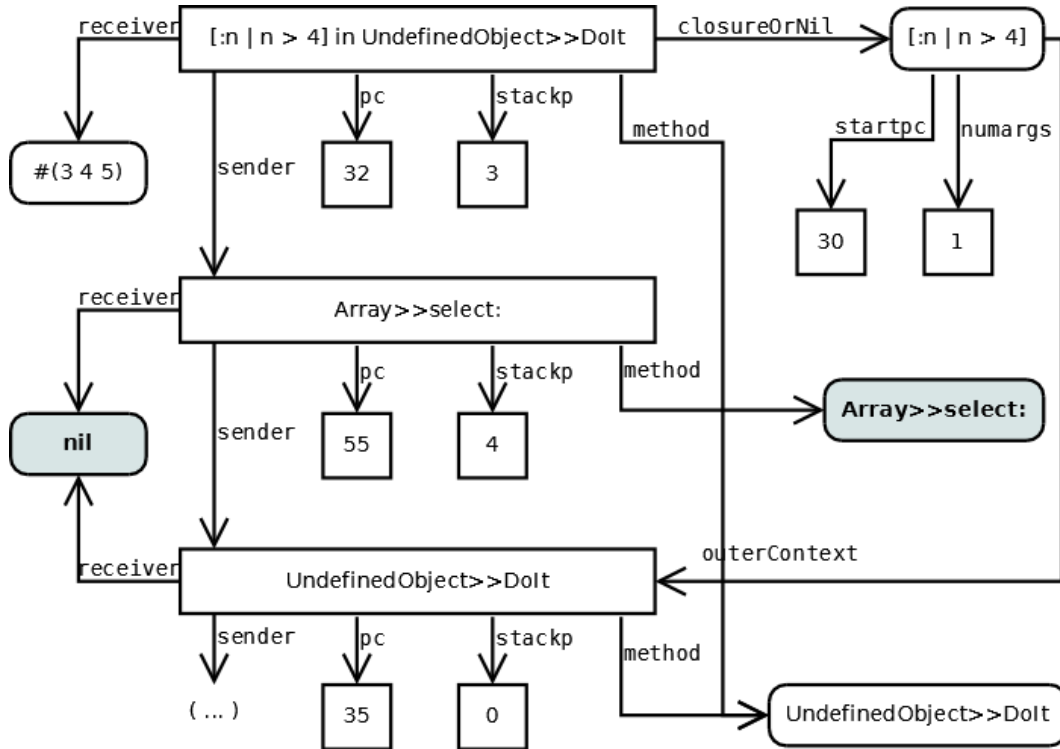 receiver
[:n | n > 4] in UndefinedObject>>DoIt
closureOrNil
[:n | n > 4]
pc
stackp
method
startpc
numargs
#(3 4 5)
sender
32
3
30
1
receiver
Array>>select:
pc
stackp
method
nil
sender
55
4
Array>>select:
receiver
UndefinedObject>>DoIt
outerContext
sender
pc
stackp
method
( ... )
35
0
UndefinedObject>>DoIt